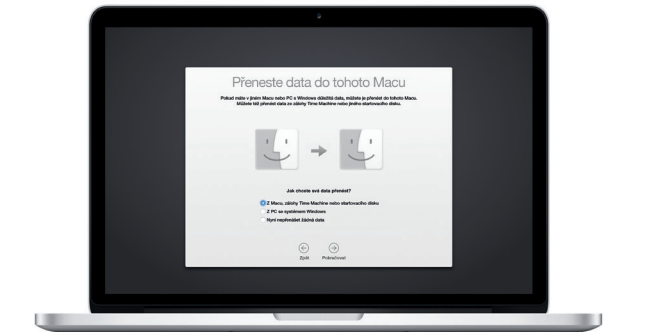 Přeneste data do tohoto Macu
Pokud máte v jiném Macu nebo PC s Windows důležitá data, můžete je přenést do tohoto Macu.
Můžete též přenést data ze zálohy Time Machine nebo jiného startovacího disku.
Jak chcete svá data přenést?
Z Macu, zálohy Time Machine nebo startovacího disku
Z PC se systémem Windows
Nyní nepřenášet žádná data
Zpět Pokračovat